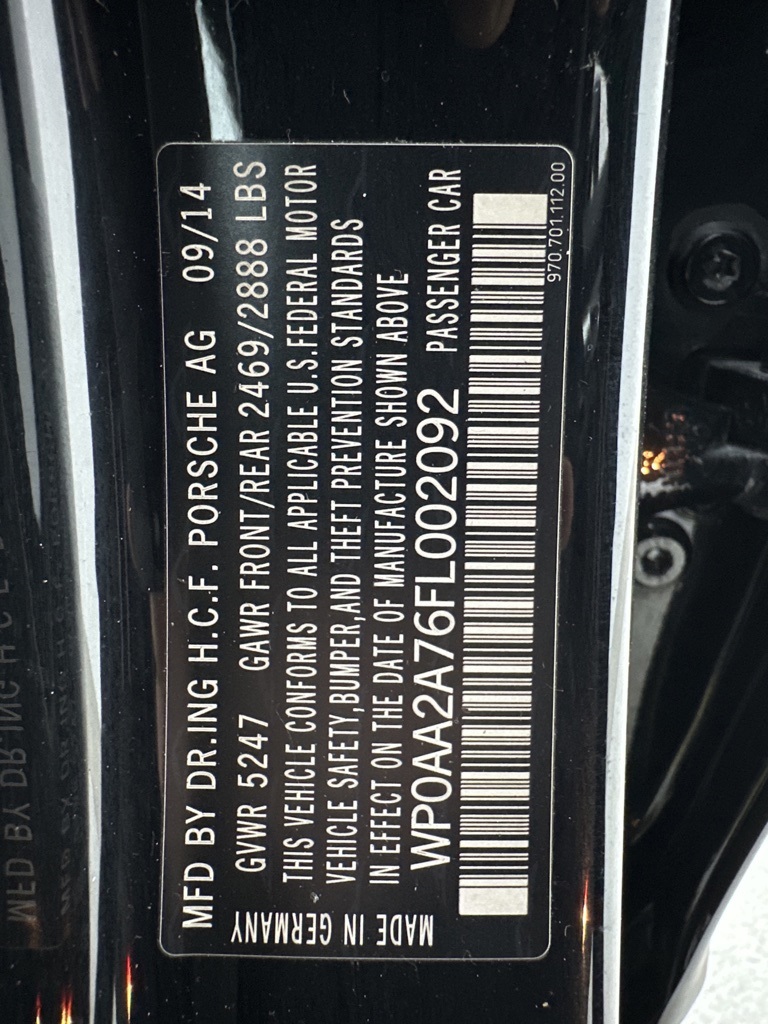 MFD BY DR.ING H.C.F. PORSCHE AG 09/14
GVWR 5247 GAWR FRONT/REAR 2469/2888 LBS
THIS VEHICLE CONFORMS TO ALL APPLICABLE U.S.FEDERAL MOTOR
VEHICLE SAFETY,BUMPER,AND THEFT PREVENTION STANDARDS
IN EFFECT ON THE DATE OF MANUFACTURE SHOWN ABOVE
WP0AA2A76FL002092 PASSENGER CAR
970.701.112.00
MADE IN GERMANY